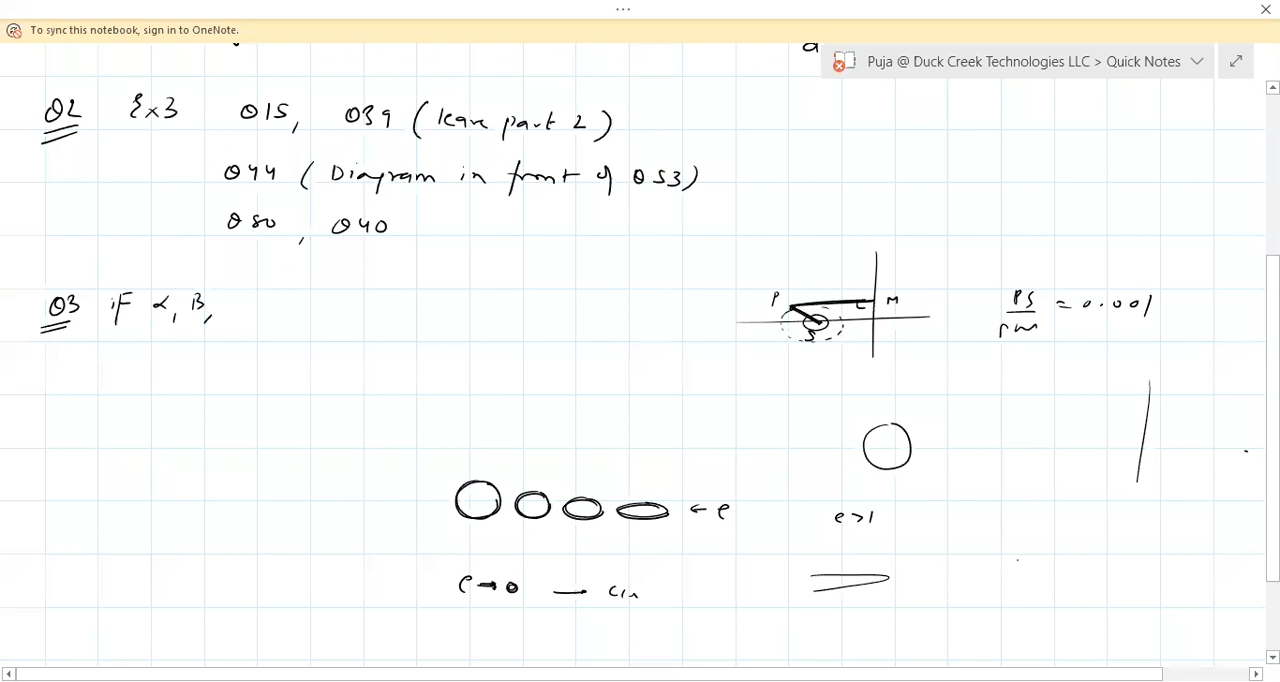 ...
To sync this notebook, sign in to OneNote.
Puja @ Duck Creek Technologies LLC > Quick Notes
Q2 Ex3 Q15, Q39 (leave part 2)
Q44 (Diagram in front of Q53)
Q50, Q40
Q3 if α, β,
P L M
S
PS/PM = 0.001
← e
e>1
e→0 — Cir